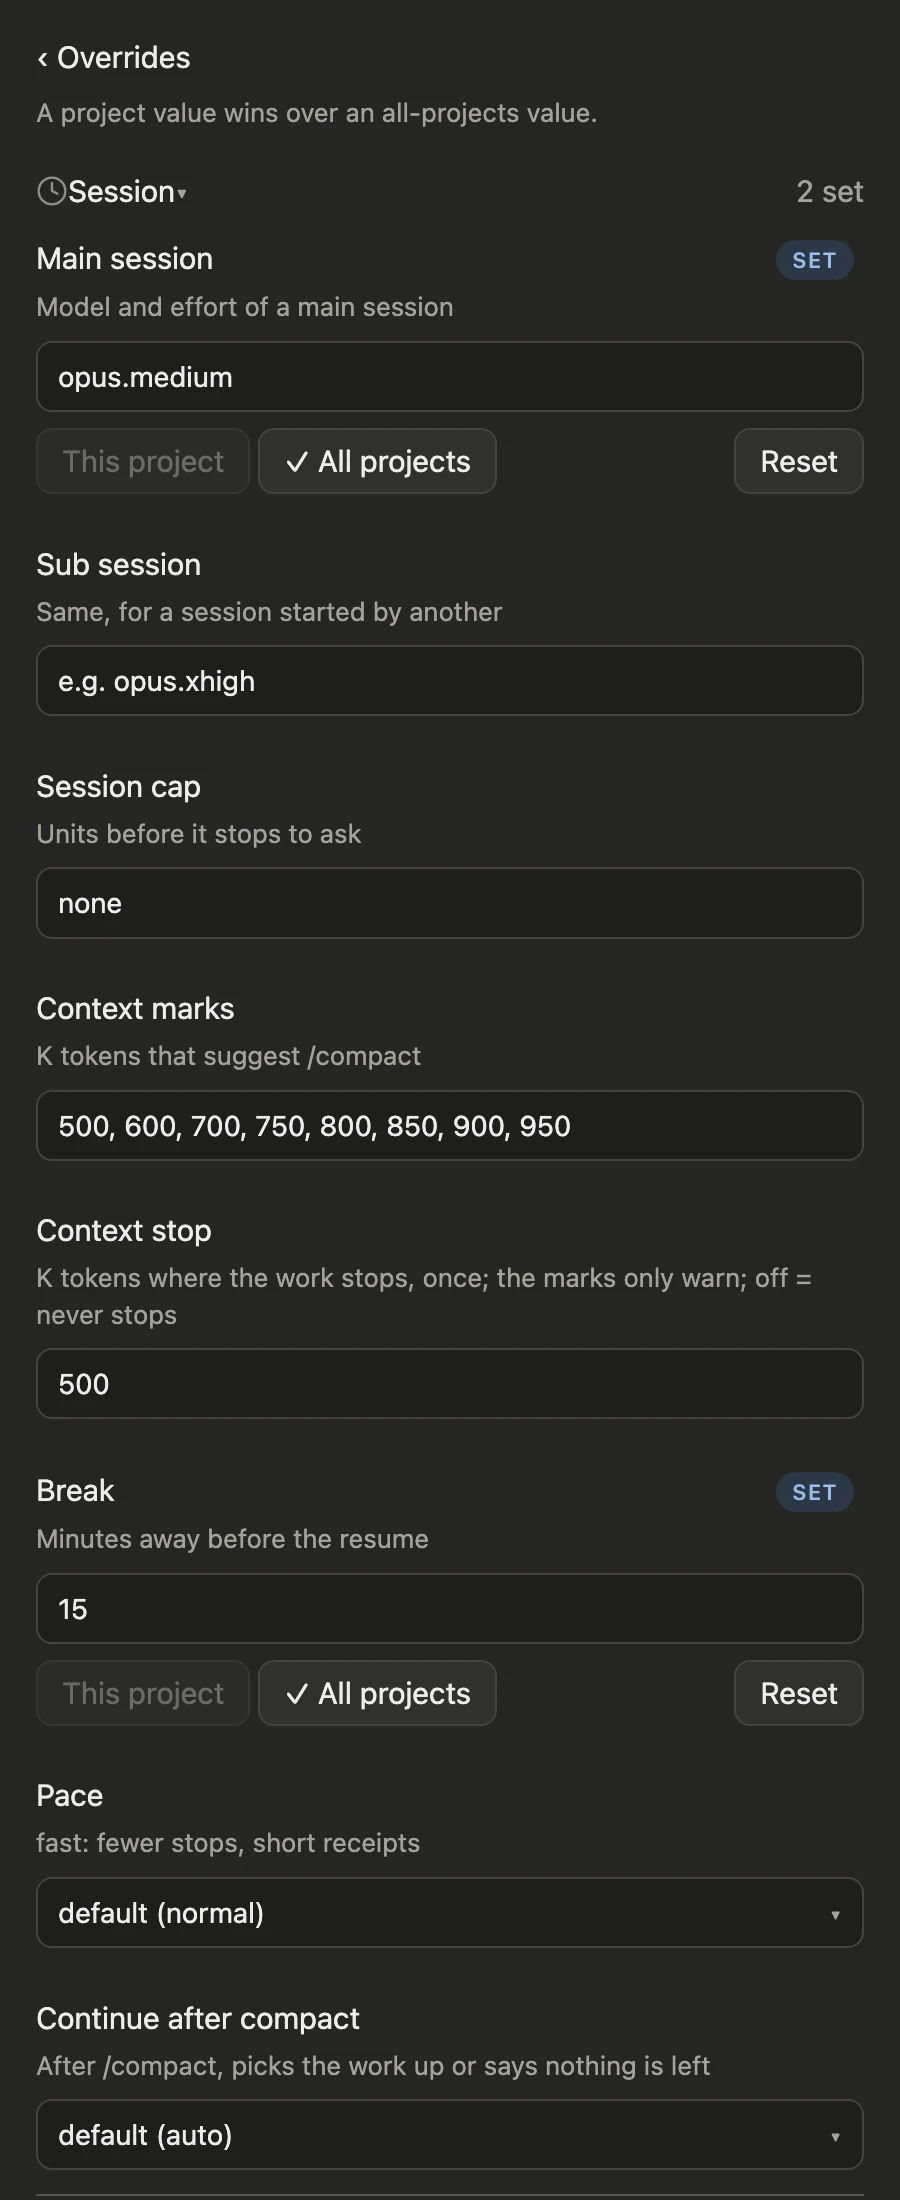 ‹ Overrides
A project value wins over an all-projects value.
Session▾ 2 set
Main session SET
Model and effort of a main session
opus.medium
This project ✓ All projects Reset
Sub session
Same, for a session started by another
e.g. opus.xhigh
Session cap
Units before it stops to ask
none
Context marks
K tokens that suggest /compact
500, 600, 700, 750, 800, 850, 900, 950
Context stop
K tokens where the work stops, once; the marks only warn; off =
never stops
500
Break SET
Minutes away before the resume
15
This project ✓ All projects Reset
Pace
fast: fewer stops, short receipts
default (normal) ▾
Continue after compact
After /compact, picks the work up or says nothing is left
default (auto) ▾